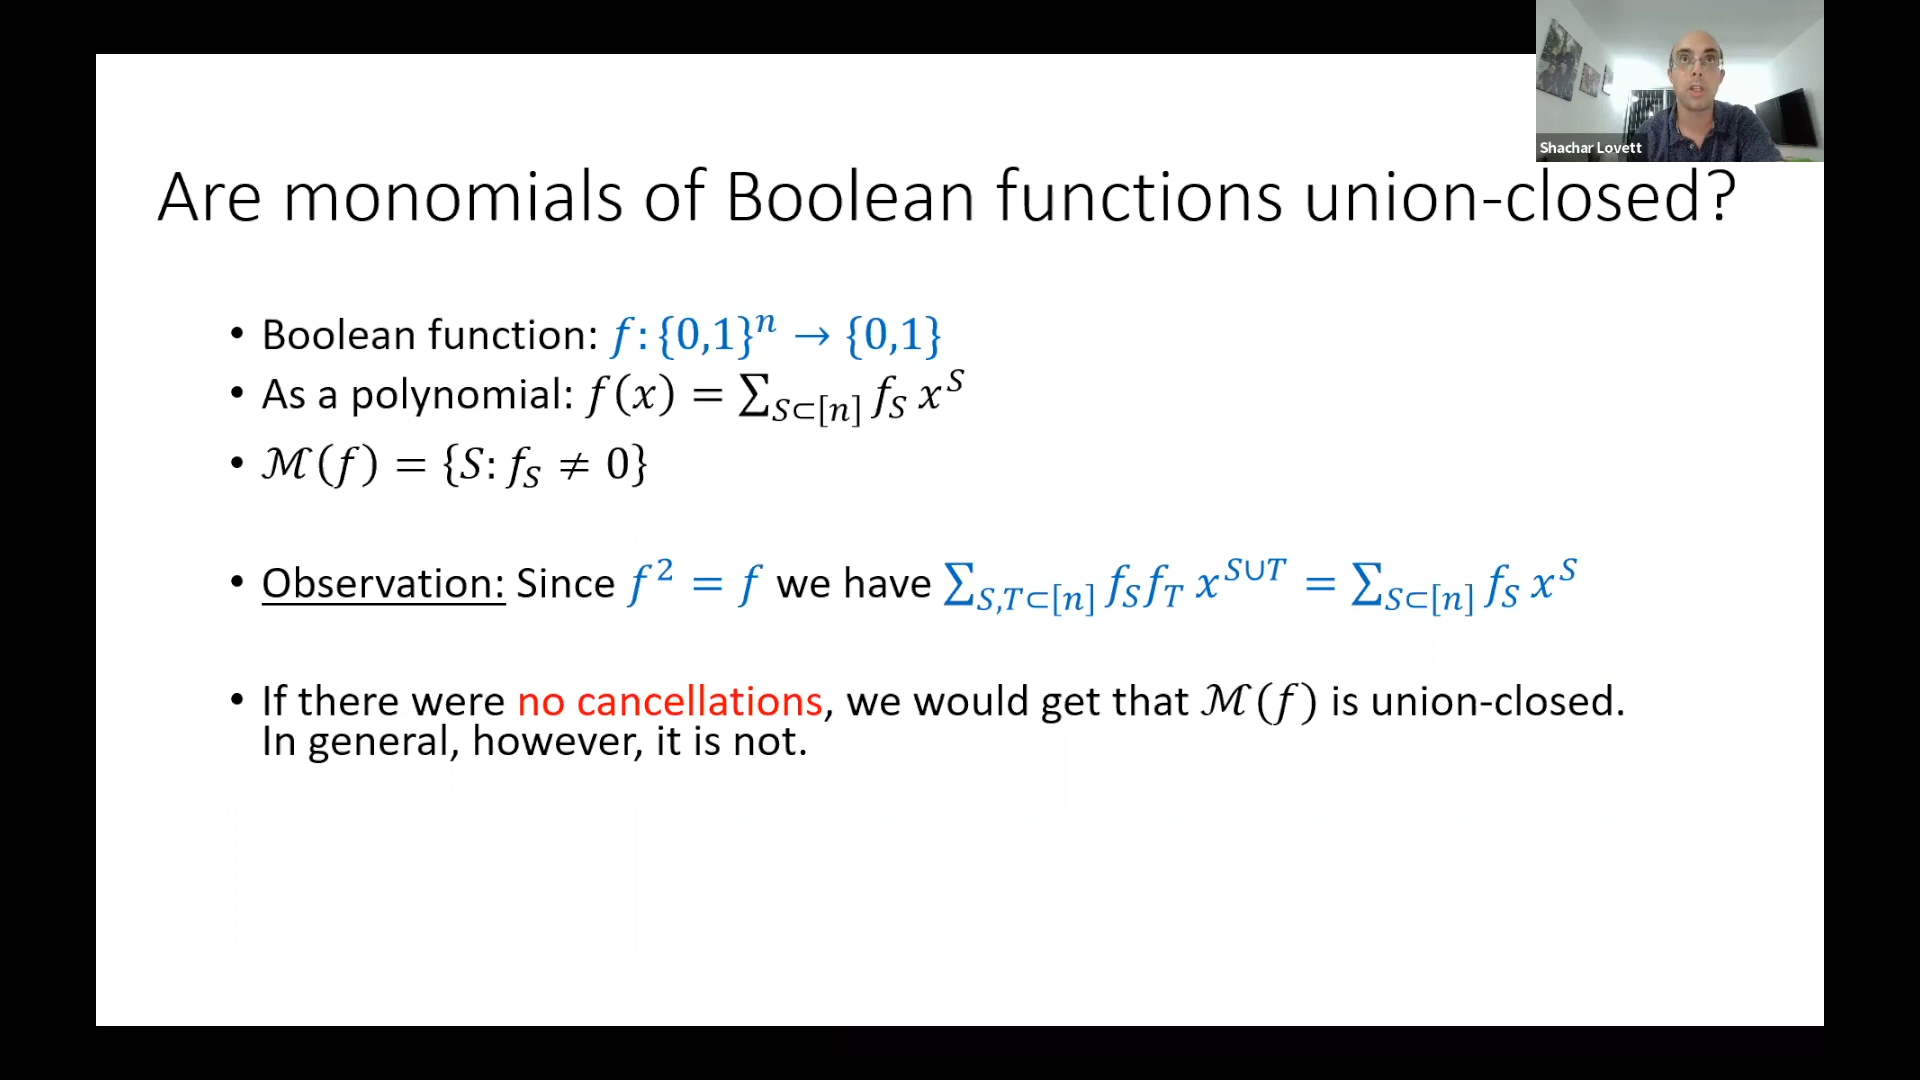 Shachar Lovett
Are monomials of Boolean functions union-closed?
• Boolean function: f: {0,1}ⁿ → {0,1}
• As a polynomial: f(x) = ∑_{S⊂[n]} f_S x^S
• ℳ(f) = {S: f_S ≠ 0}
• Observation: Since f² = f we have ∑_{S,T⊂[n]} f_S f_T x^{S∪T} = ∑_{S⊂[n]} f_S x^S
• If there were no cancellations, we would get that ℳ(f) is union-closed.
In general, however, it is not.